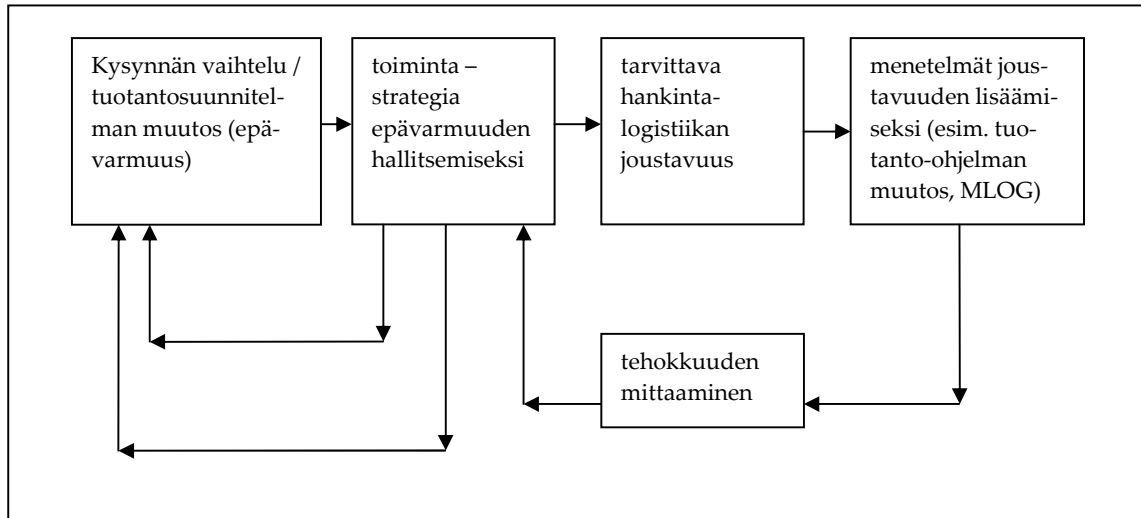 Kysynnän vaihtelu /
tuotantosuunnitel-
man muutos (epä-
varmuus)
toiminta –
strategia
epävarmuuden
hallitsemiseksi
tarvittava
hankinta-
logistiikan
joustavuus
menetelmät jous-
tavuuden lisäämi-
seksi (esim. tuo-
tanto-ohjelman
muutos, MLOG)
tehokkuuden
mittaaminen